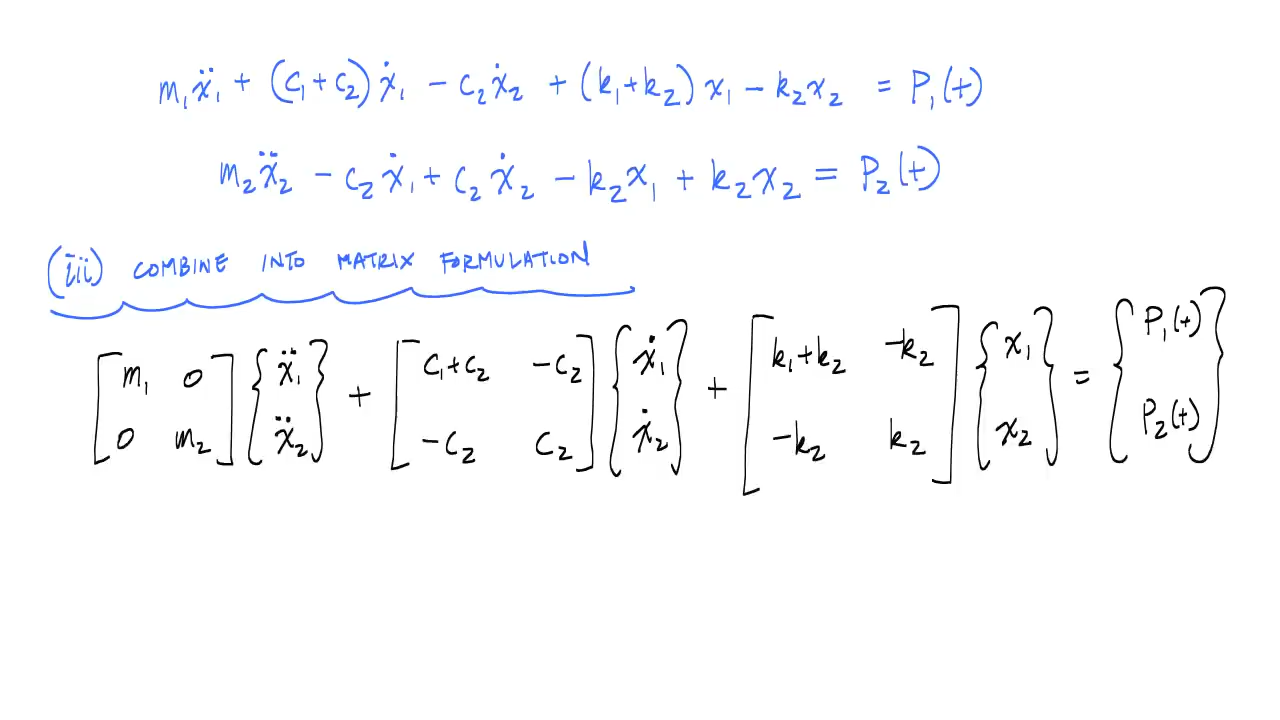 m₁ẍ₁ + (c₁+c₂)ẋ₁ − c₂ẋ₂ + (k₁+k₂)x₁ − k₂x₂ = P₁(t)
m₂ẍ₂ − c₂ẋ₁ + c₂ẋ₂ − k₂x₁ + k₂x₂ = P₂(t)
(iii) COMBINE INTO MATRIX FORMULATION
[m₁ 0; 0 m₂] {ẍ₁; ẍ₂} + [c₁+c₂ −c₂; −c₂ c₂] {ẋ₁; ẋ₂} + [k₁+k₂ −k₂; −k₂ k₂] {x₁; x₂} = {P₁(t); P₂(t)}